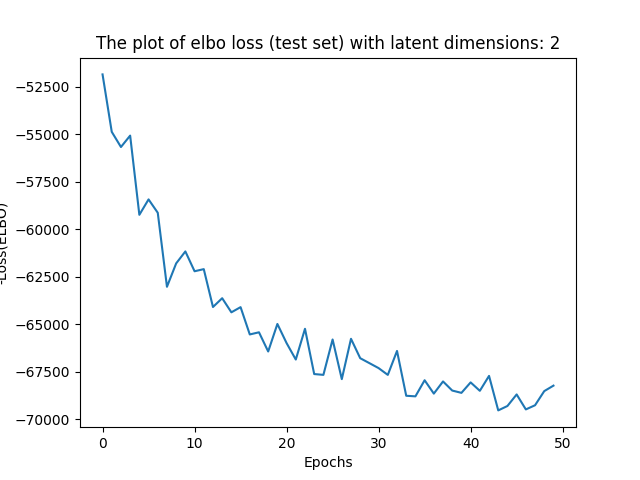 The plot of elbo loss (test set) with latent dimensions: 2
−52500
−55000
−57500
−60000
−62500
−65000
−67500
−70000
-Loss(ELBO)
0 10 20 30 40 50
Epochs